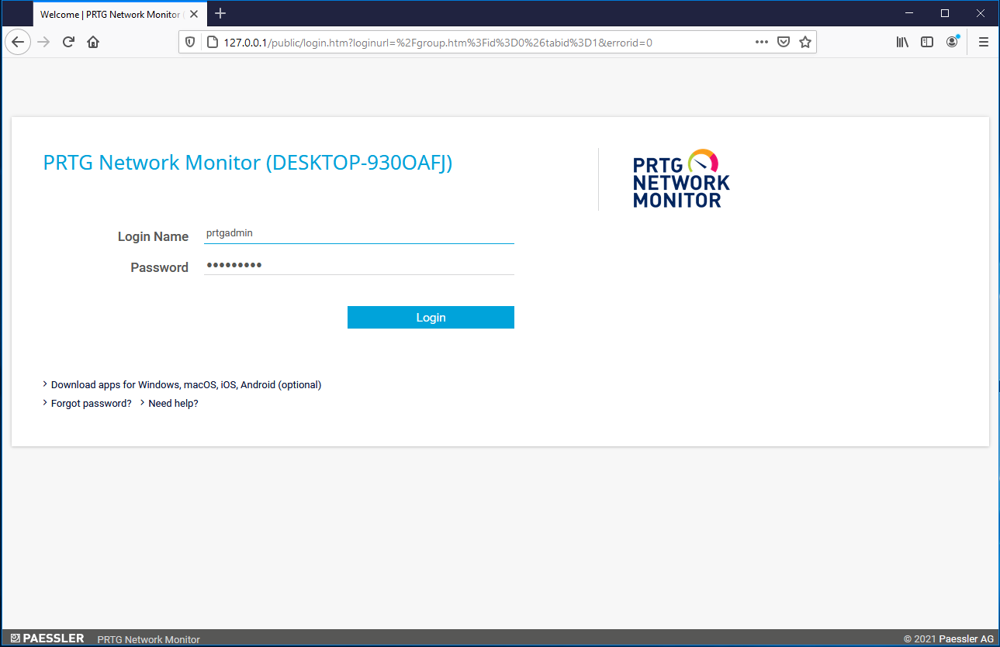 Welcome | PRTG Network Monitor (
127.0.0.1/public/login.htm?loginurl=%2Fgroup.htm%3Fid%3D0%26tabid%3D1&errorid=0
PRTG Network Monitor (DESKTOP-930OAFJ)
PRTG
NETWORK
MONITOR
Login Name prtgadmin
Password •••••••••
Login
Download apps for Windows, macOS, iOS, Android (optional)
Forgot password? Need help?
PAESSLER PRTG Network Monitor © 2021 Paessler AG